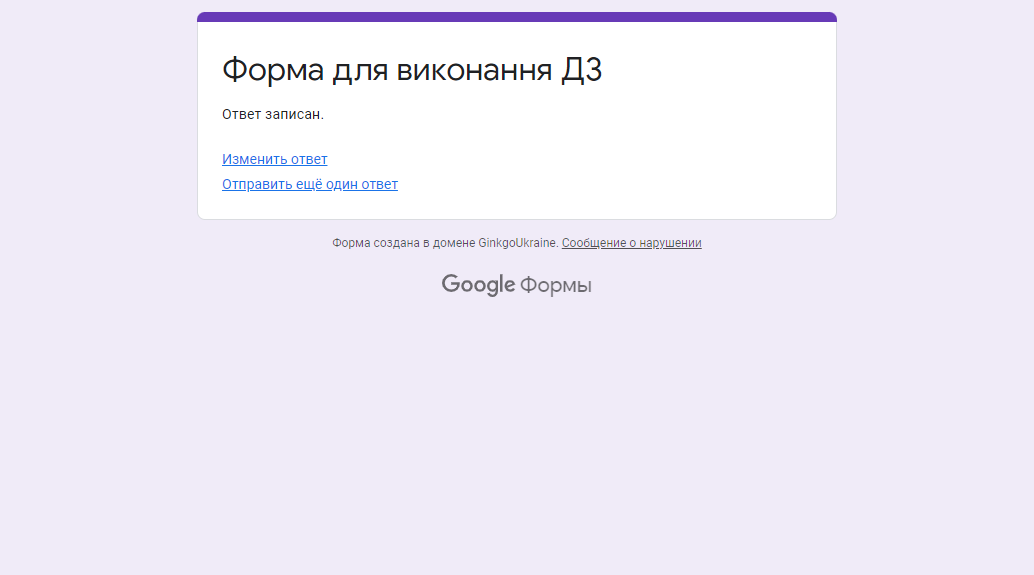 Форма для виконання ДЗ
Ответ записан.
Изменить ответ
Отправить ещё один ответ
Форма создана в домене GinkgoUkraine. Сообщение о нарушении
Google Формы